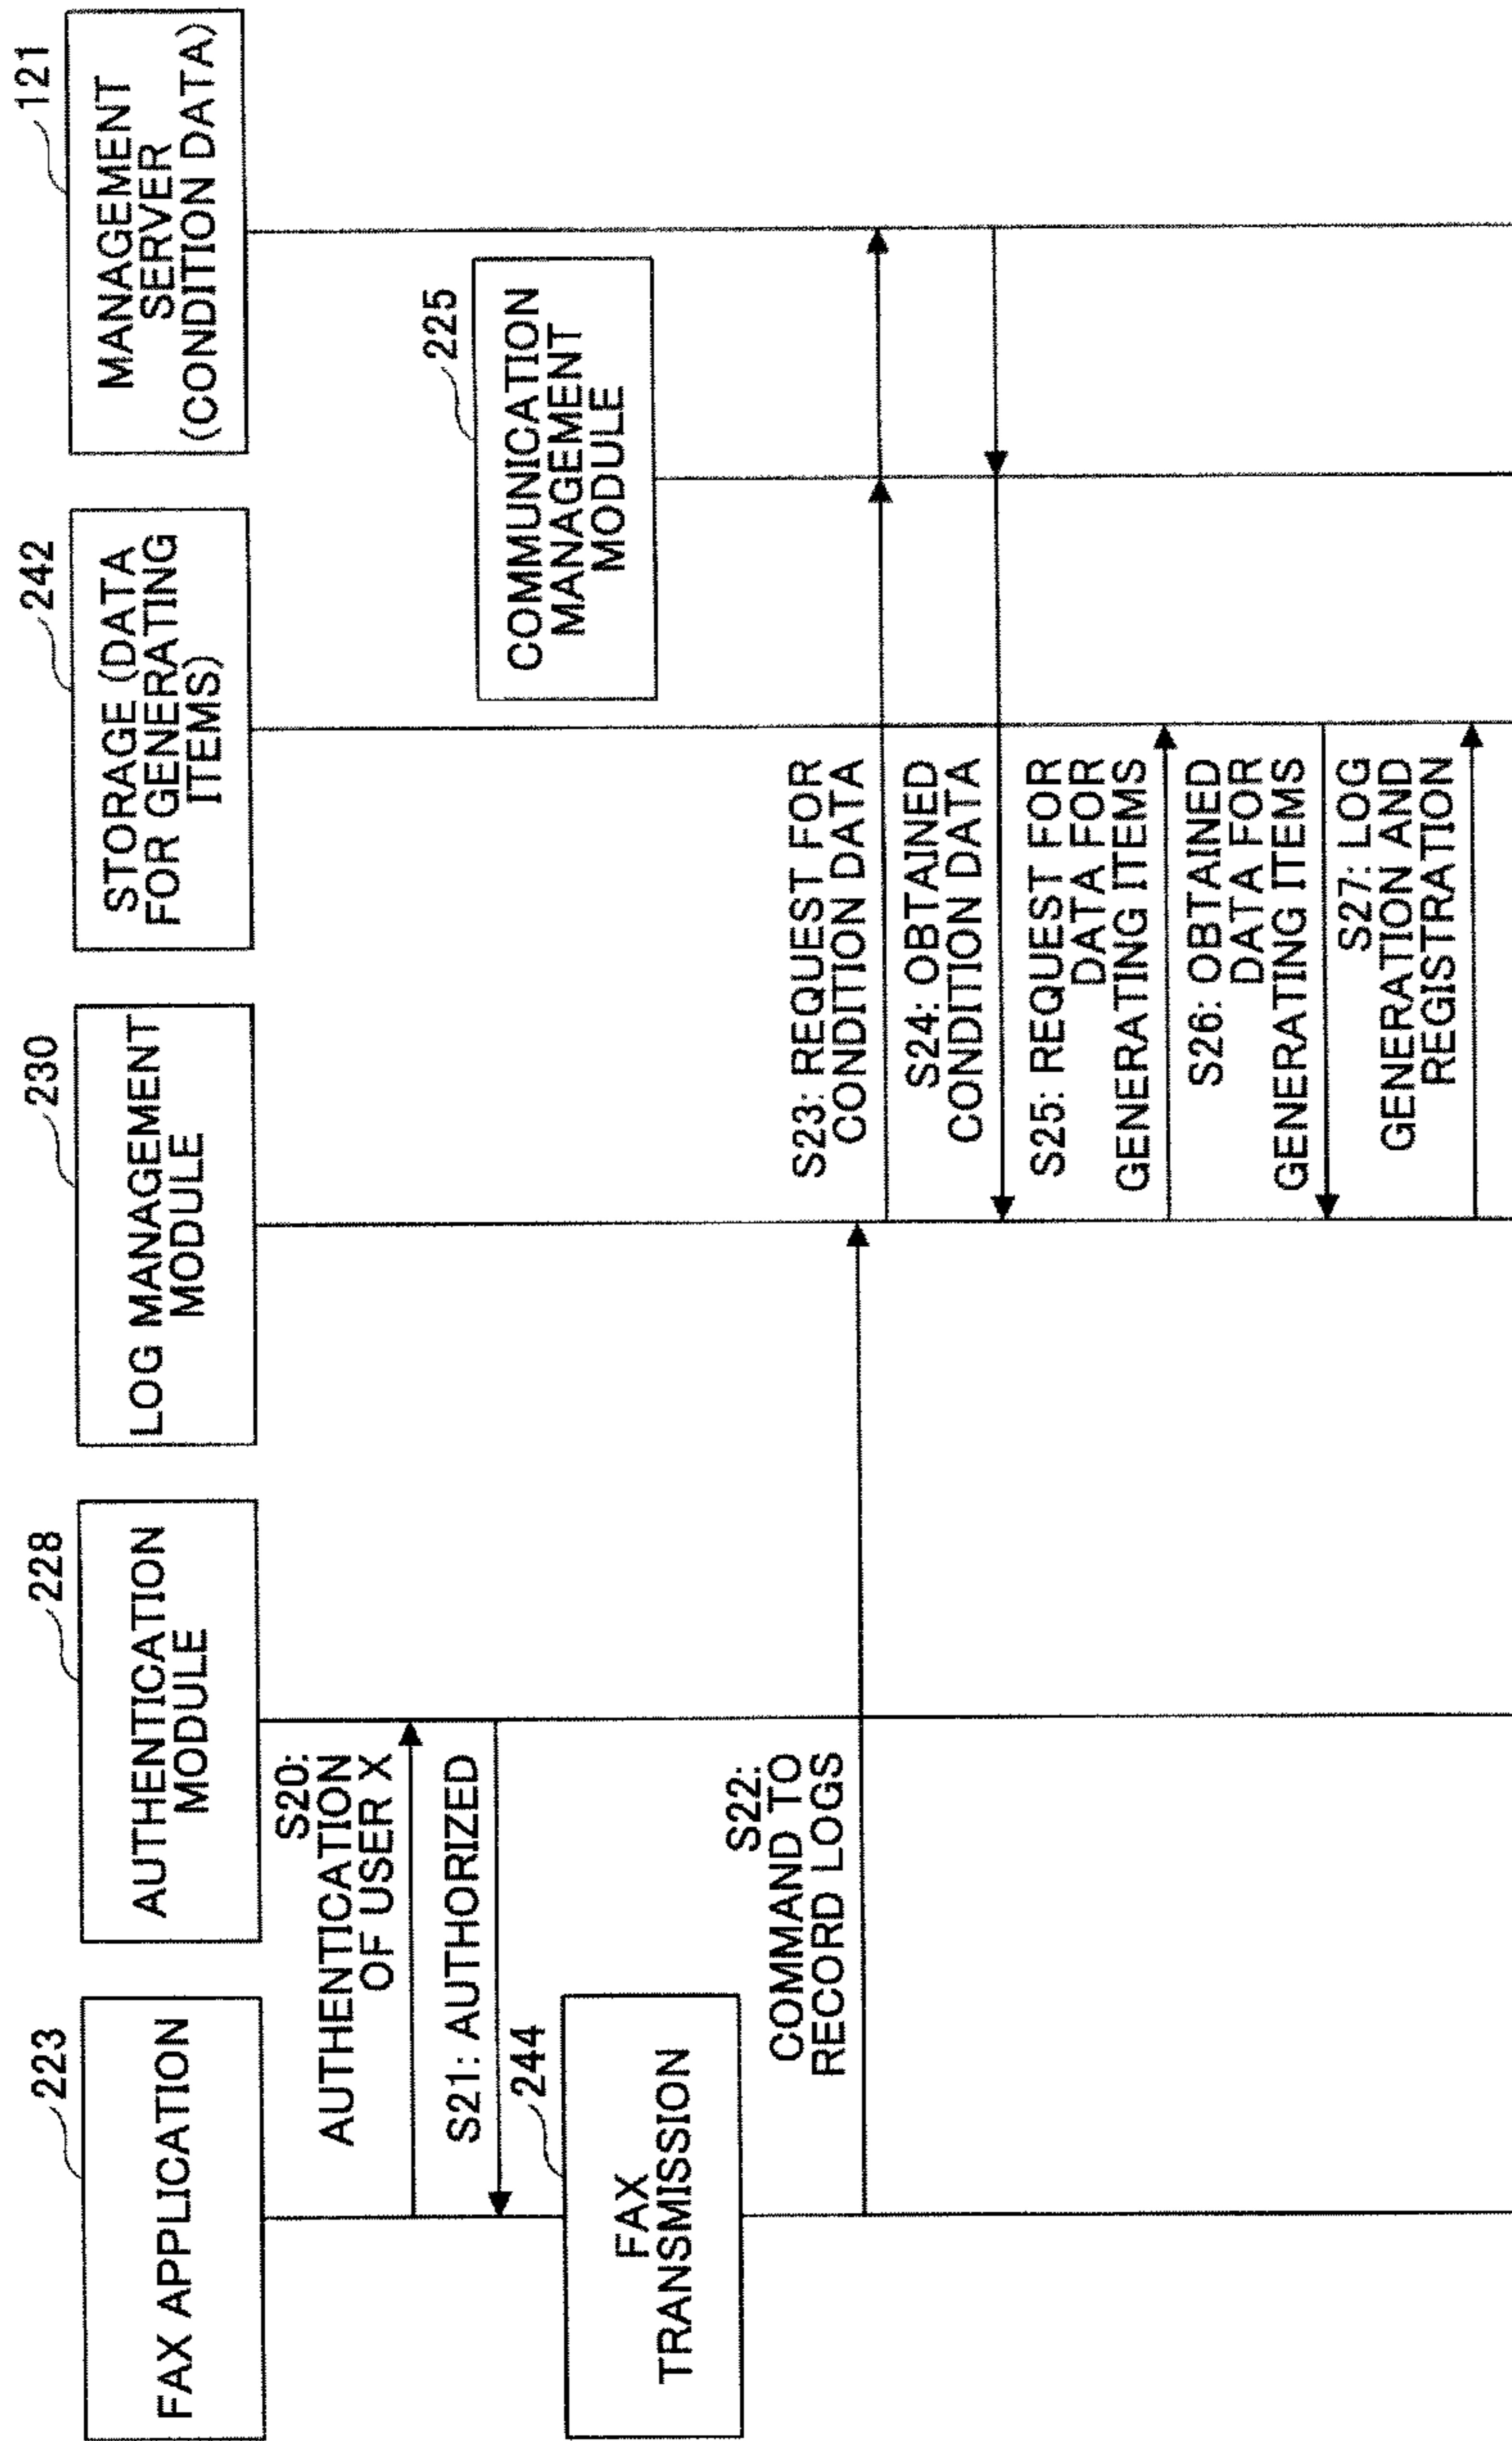 223
FAX APPLICATION
228
AUTHENTICATION
MODULE
230
LOG MANAGEMENT
MODULE
242
STORAGE (DATA
FOR GENERATING
ITEMS)
121
MANAGEMENT
SERVER
(CONDITION DATA)
S20:
AUTHENTICATION
OF USER X
S21: AUTHORIZED
244
FAX
TRANSMISSION
225
COMMUNICATION
MANAGEMENT
MODULE
S22:
COMMAND TO
RECORD LOGS
S23: REQUEST FOR
CONDITION DATA
S24: OBTAINED
CONDITION DATA
S25: REQUEST FOR
DATA FOR
GENERATING ITEMS
S26: OBTAINED
DATA FOR
GENERATING ITEMS
S27: LOG
GENERATION AND
REGISTRATION